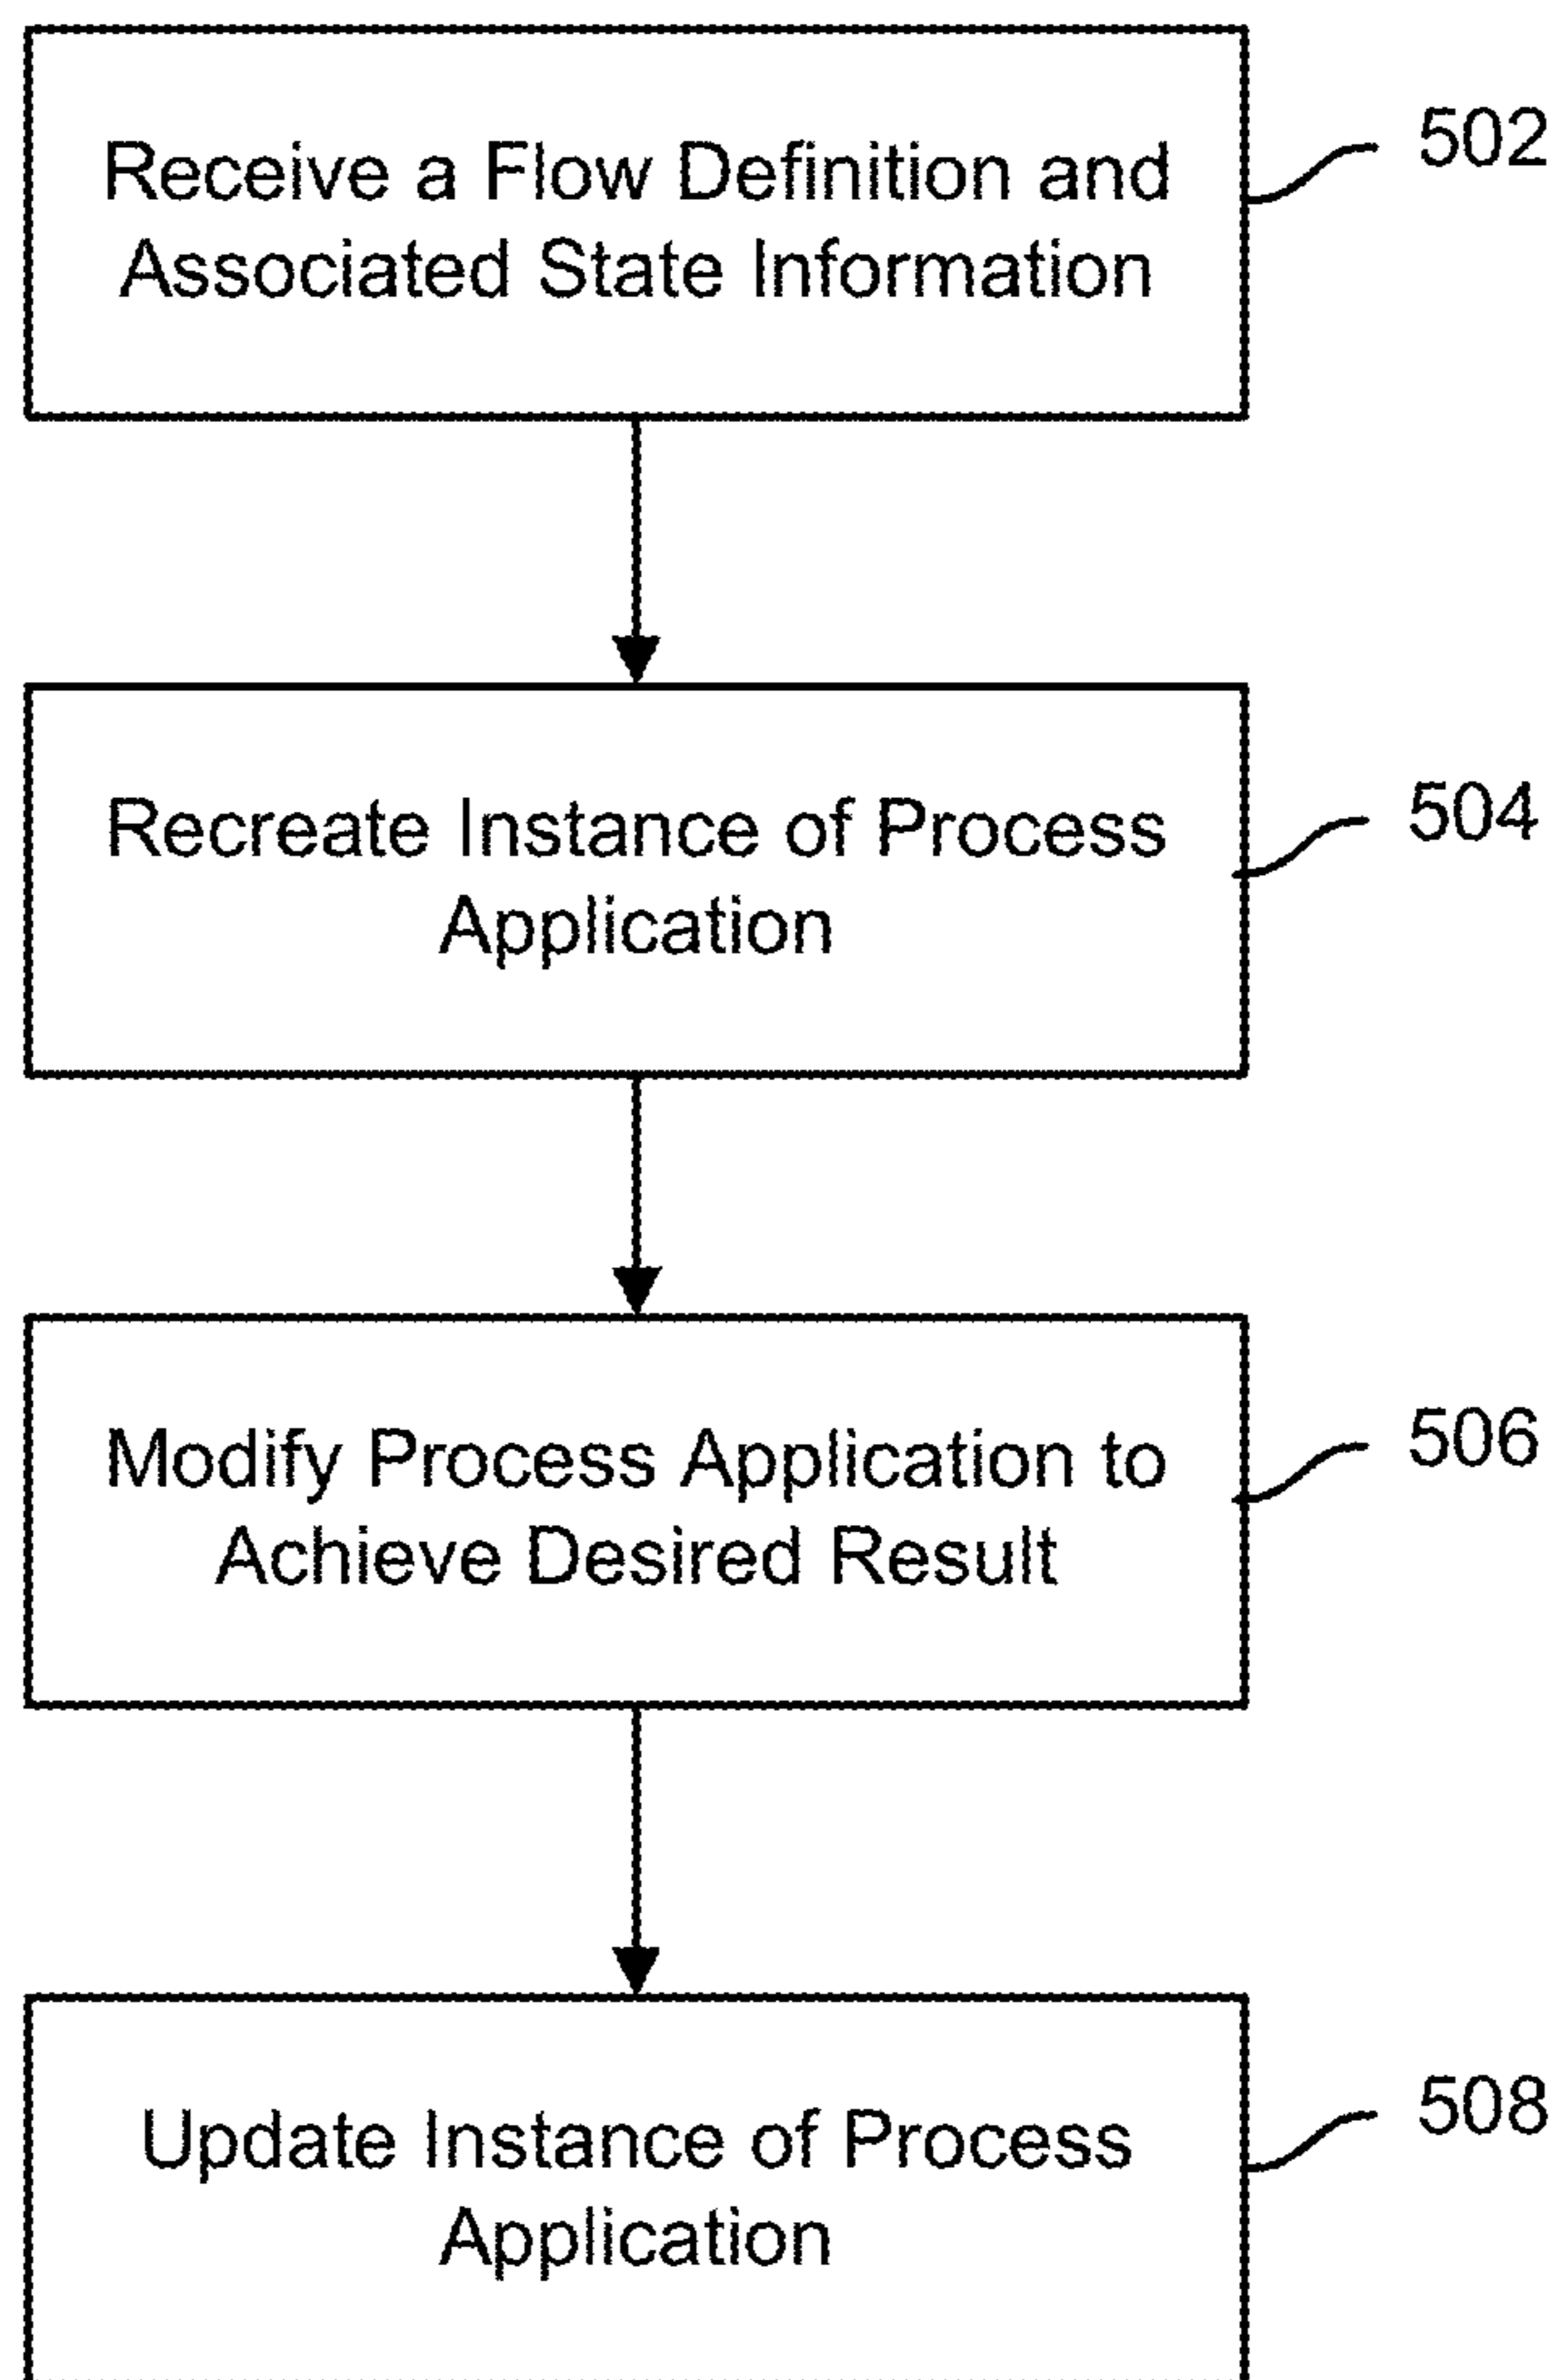 Receive a Flow Definition and
Associated State Information
502
Recreate Instance of Process
Application
504
Modify Process Application to
Achieve Desired Result
506
Update Instance of Process
Application
508